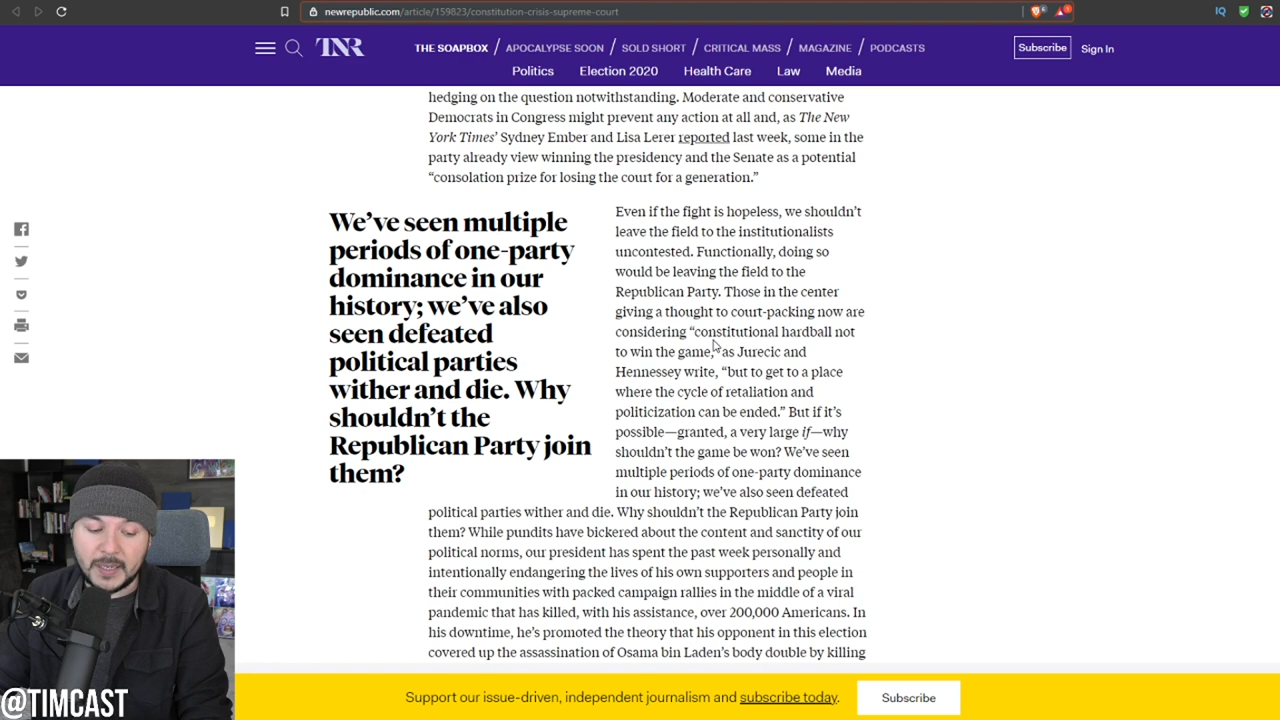 newrepublic.com/article/159823/constitution-crisis-supreme-court
IQ
TNR
THE SOAPBOX / APOCALYPSE SOON / SOLD SHORT / CRITICAL MASS / MAGAZINE / PODCASTS
Subscribe
Sign In
Politics Election 2020 Health Care Law Media
hedging on the question notwithstanding. Moderate and conservative
Democrats in Congress might prevent any action at all and, as The New
York Times’ Sydney Ember and Lisa Lerer reported last week, some in the
party already view winning the presidency and the Senate as a potential
“consolation prize for losing the court for a generation.”
We’ve seen multiple
periods of one-party
dominance in our
history; we’ve also
seen defeated
political parties
wither and die. Why
shouldn’t the
Republican Party join
them?
Even if the fight is hopeless, we shouldn’t
leave the field to the institutionalists
uncontested. Functionally, doing so
would be leaving the field to the
Republican Party. Those in the center
giving a thought to court-packing now are
considering “constitutional hardball not
to win the game,” as Jurecic and
Hennessey write, “but to get to a place
where the cycle of retaliation and
politicization can be ended.” But if it’s
possible—granted, a very large if—why
shouldn’t the game be won? We’ve seen
multiple periods of one-party dominance
in our history; we’ve also seen defeated
political parties wither and die. Why shouldn’t the Republican Party join
them? While pundits have bickered about the content and sanctity of our
political norms, our president has spent the past week personally and
intentionally endangering the lives of his own supporters and people in
their communities with packed campaign rallies in the middle of a viral
pandemic that has killed, with his assistance, over 200,000 Americans. In
his downtime, he’s promoted the theory that his opponent in this election
covered up the assassination of Osama bin Laden’s body double by killing
Support our issue-driven, independent journalism and subscribe today.
Subscribe
@TIMCAST